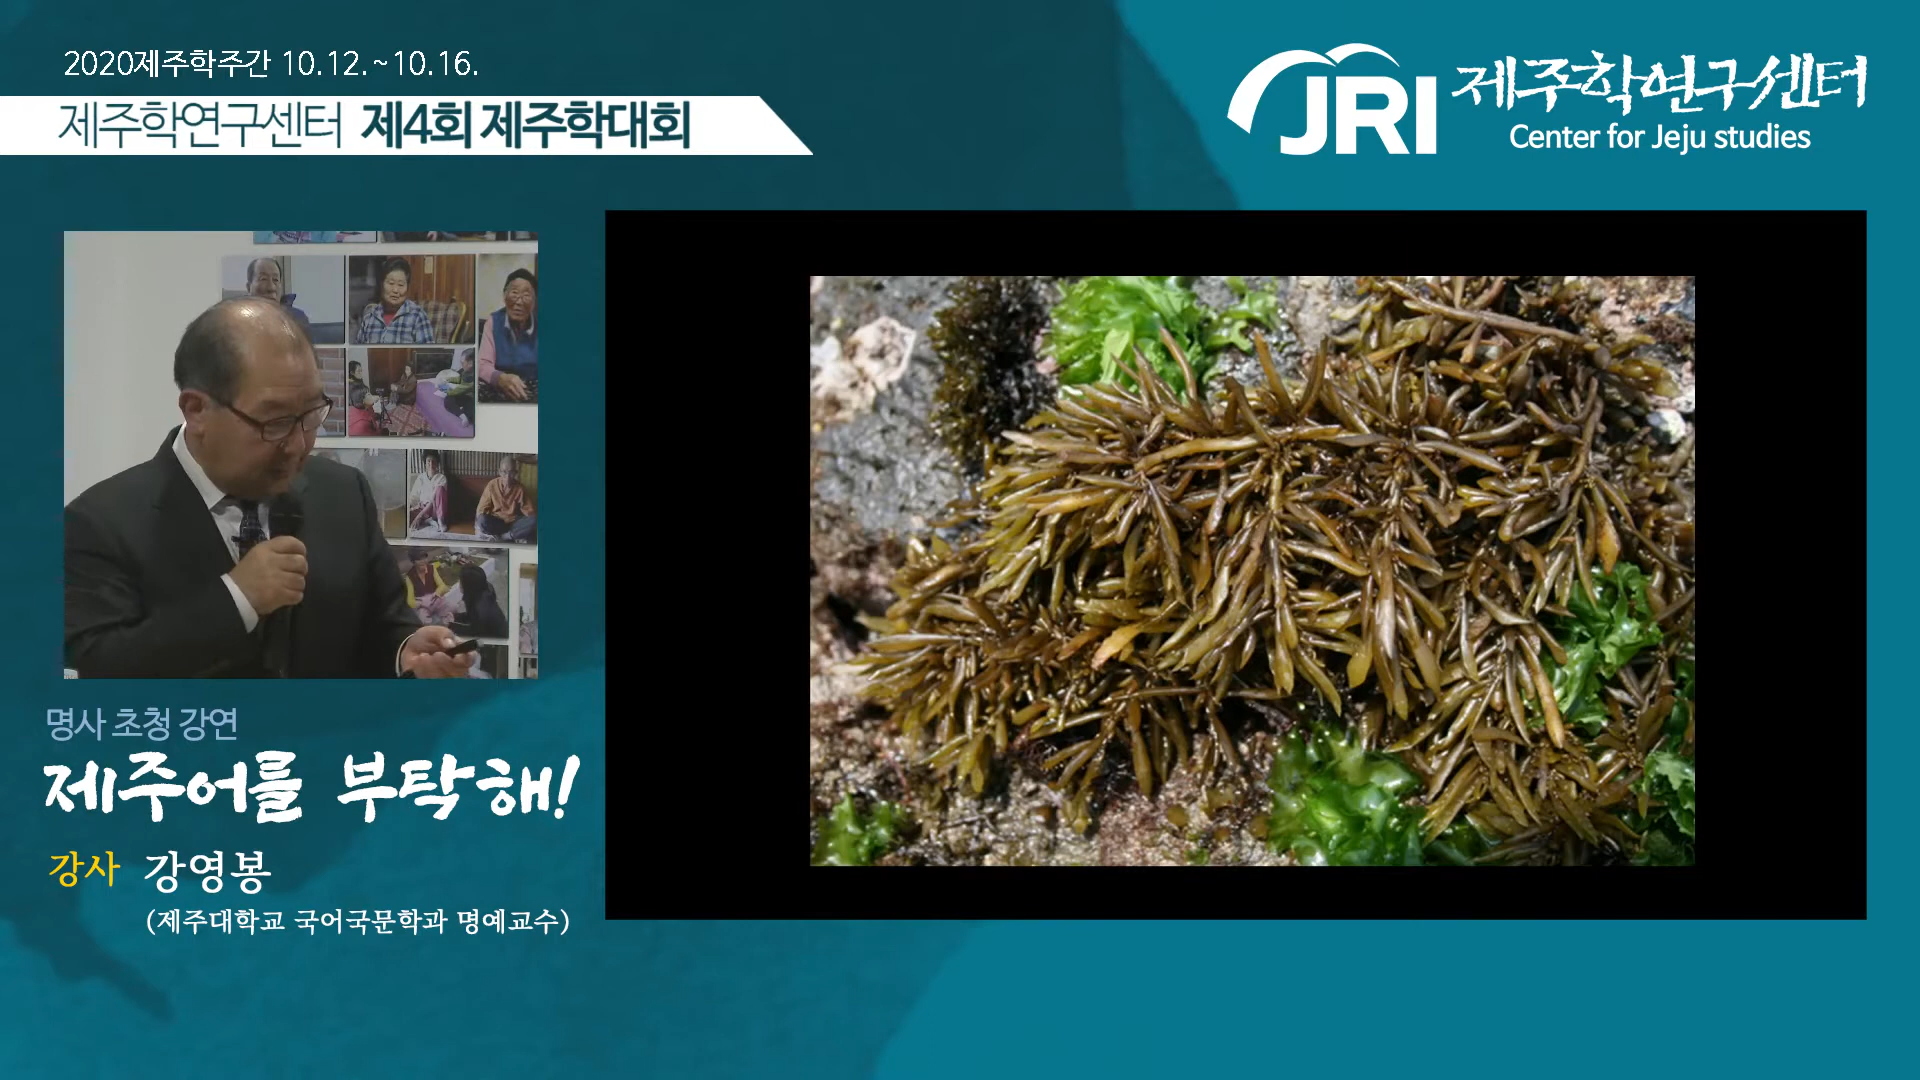 2020제주학주간 10.12.~10.16.
제주학연구센터 제4회 제주학대회
JRI 제주학연구센터
Center for Jeju studies
명사 초청 강연
제주어를 부탁해!
강사 강영봉
(제주대학교 국어국문학과 명예교수)